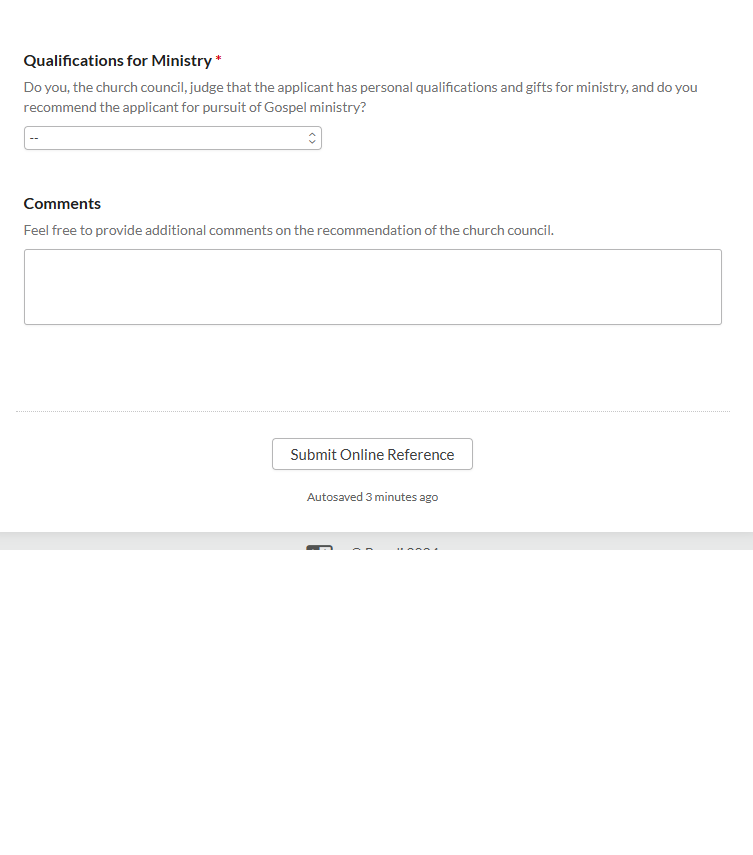 Qualifications for Ministry *
Do you, the church council, judge that the applicant has personal qualifications and gifts for ministry, and do you
recommend the applicant for pursuit of Gospel ministry?
--
Comments
Feel free to provide additional comments on the recommendation of the church council.
Submit Online Reference
Autosaved 3 minutes ago